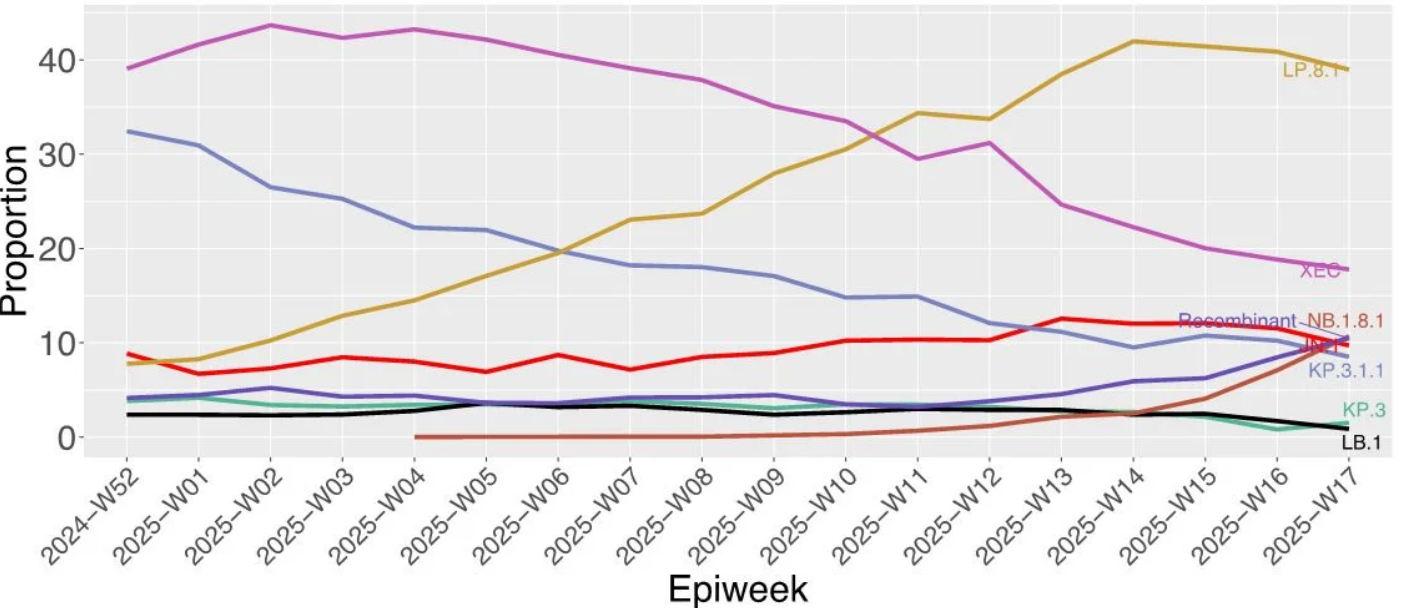 Proportion
40
30
20
10
0
LP.8.1
XEC
Recombinant
NB.1.8.1
JN.1
KP.3.1.1
KP.3
LB.1
2024-W52
2025-W01
2025-W02
2025-W03
2025-W04
2025-W05
2025-W06
2025-W07
2025-W08
2025-W09
2025-W10
2025-W11
2025-W12
2025-W13
2025-W14
2025-W15
2025-W16
2025-W17
Epiweek